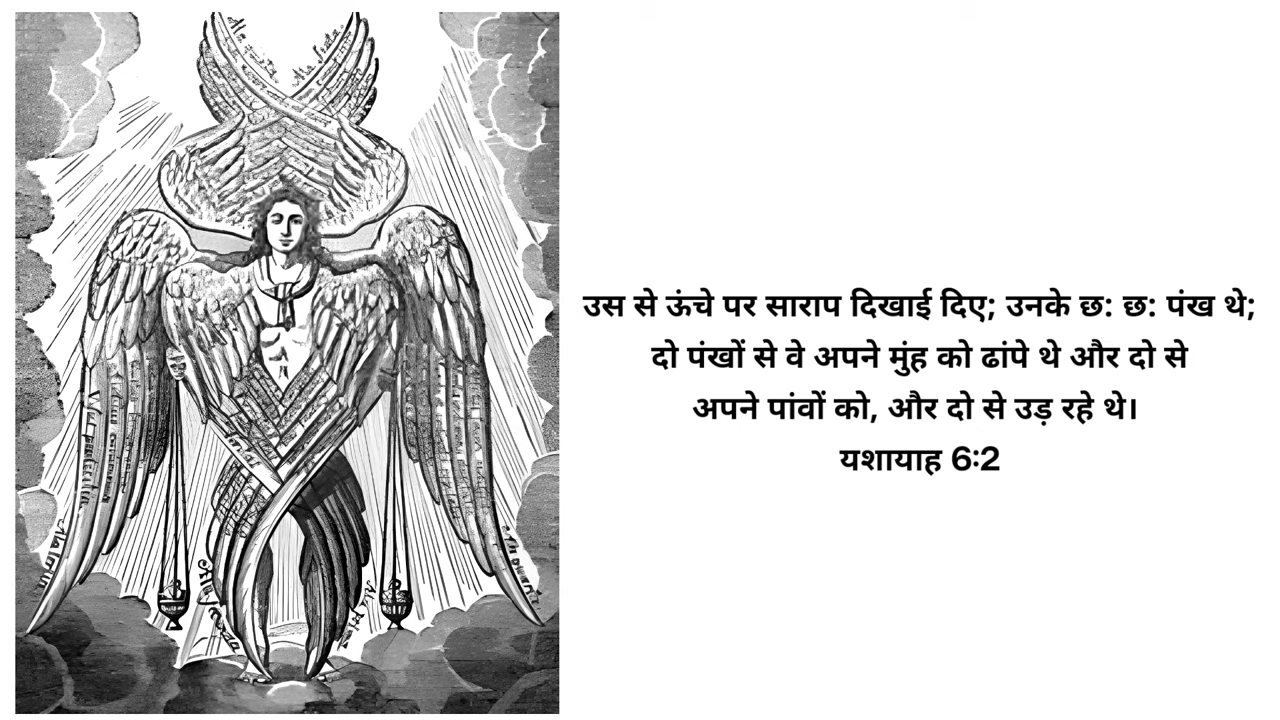 उस से ऊंचे पर साराप दिखाई दिए; उनके छ: छ: पंख थे;
दो पंखों से वे अपने मुंह को ढांपे थे और दो से
अपने पांवों को, और दो से उड़ रहे थे।
यशायाह 6:2